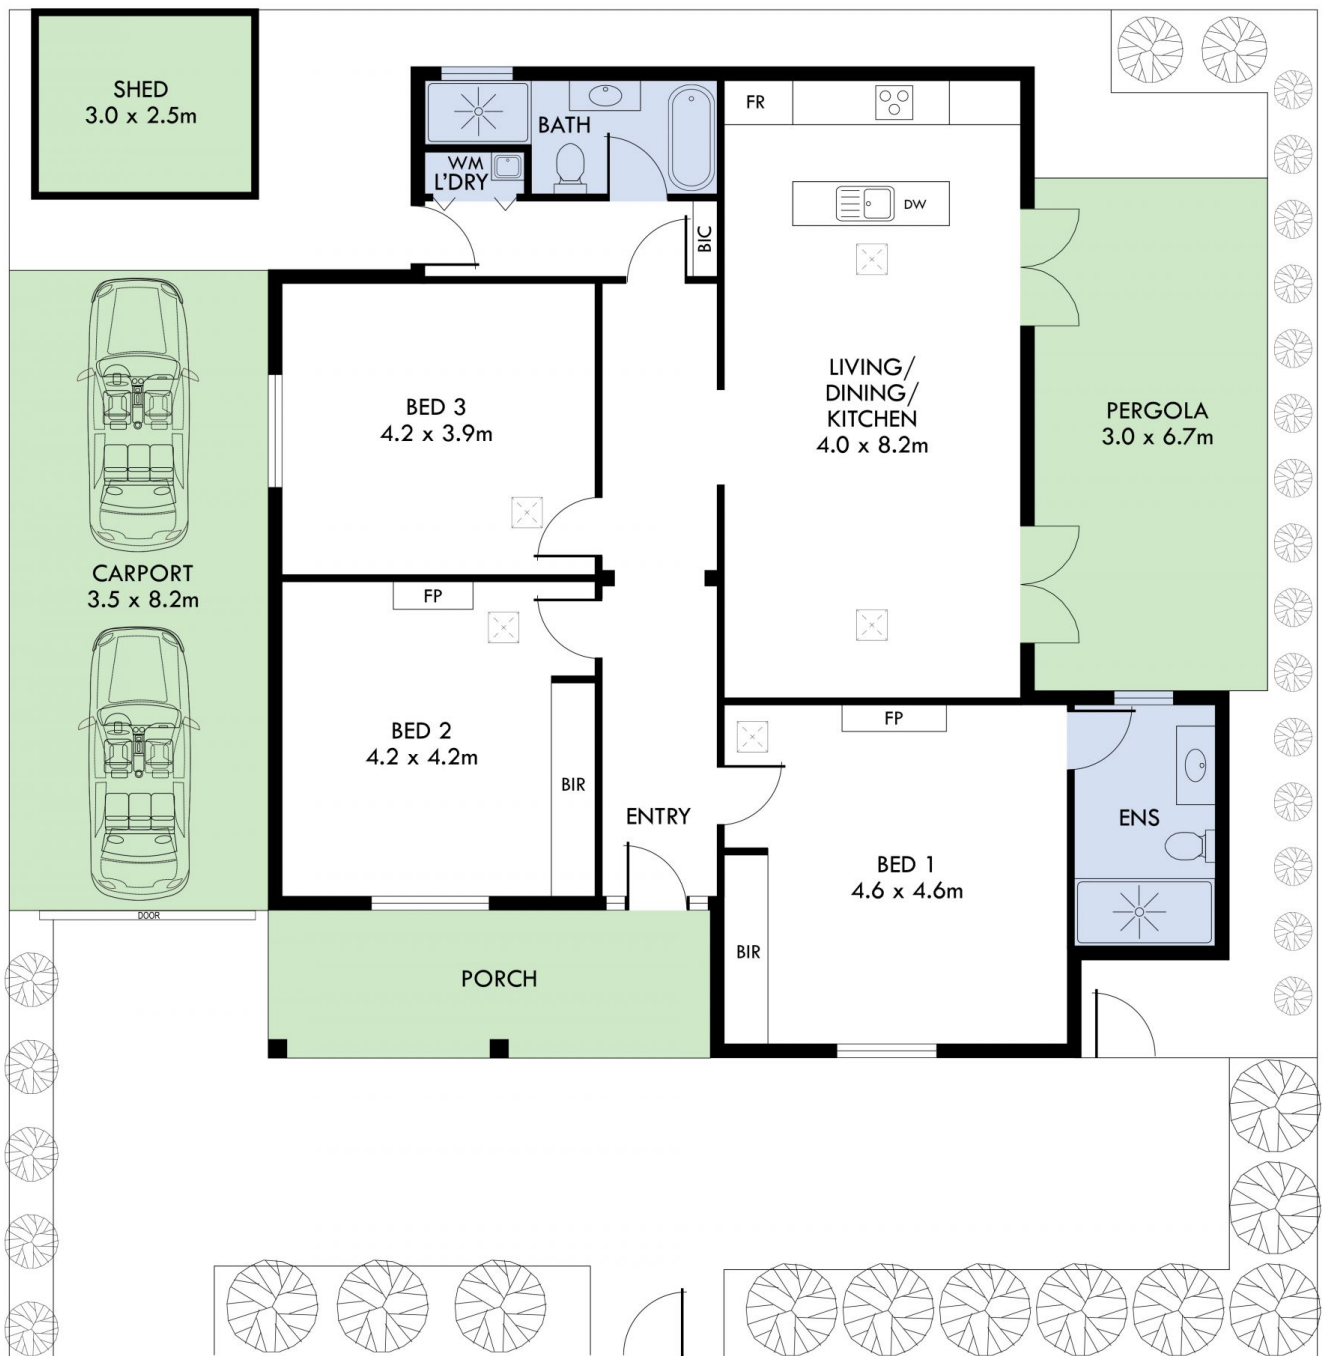 SHED
3.0 x 2.5m
BATH
WM
L'DRY
FR
DW
BIC
BED 3
4.2 x 3.9m
LIVING/
DINING/
KITCHEN
4.0 x 8.2m
PERGOLA
3.0 x 6.7m
CARPORT
3.5 x 8.2m
FP
BED 2
4.2 x 4.2m
BIR
ENTRY
FP
BED 1
4.6 x 4.6m
BIR
ENS
DOOR
PORCH